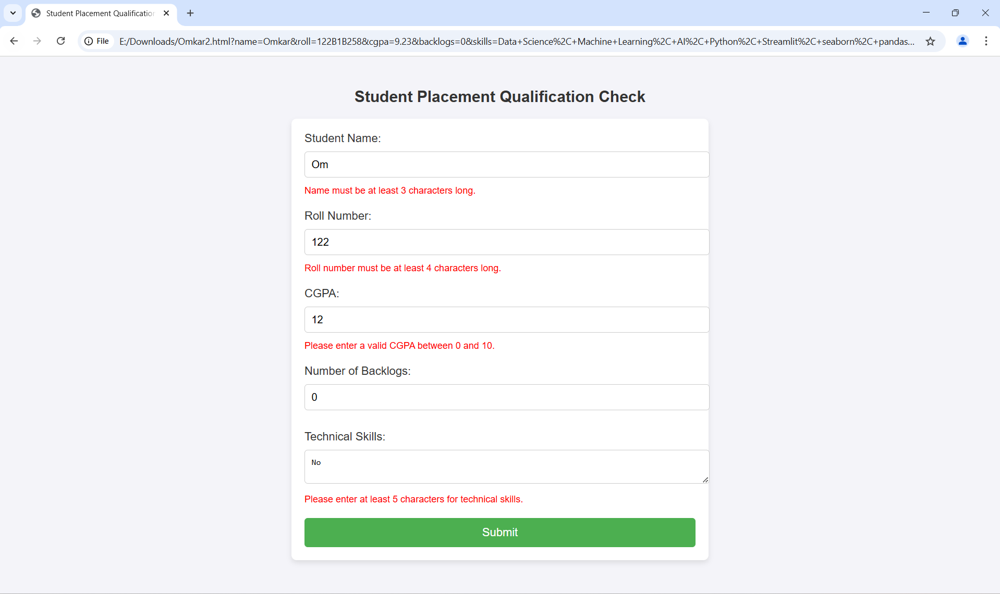 Student Placement Qualification
File
E:/Downloads/Omkar2.html?name=Omkar&roll=122B1B258&cgpa=9.23&backlogs=0&skills=Data+Science%2C+Machine+Learning%2C+AI%2C+Python%2C+Streamlit%2C+seaborn%2C+pandas...
Student Placement Qualification Check
Student Name:
Om
Name must be at least 3 characters long.
Roll Number:
122
Roll number must be at least 4 characters long.
CGPA:
12
Please enter a valid CGPA between 0 and 10.
Number of Backlogs:
0
Technical Skills:
No
Please enter at least 5 characters for technical skills.
Submit